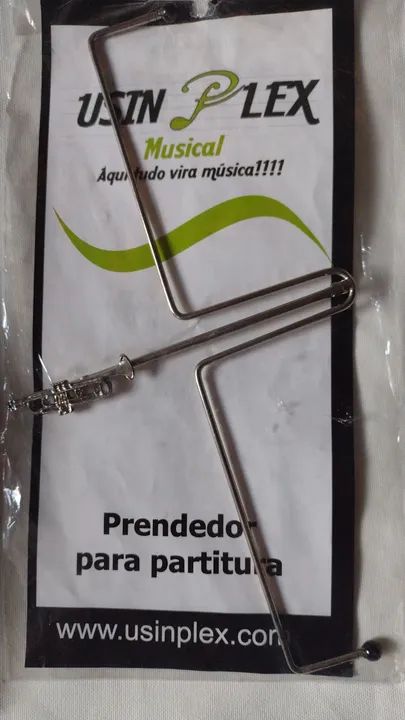 USIN PLEX
Musical
Aqui tudo vira música!!!!
Prendedor
para partitura
www.usinplex.com